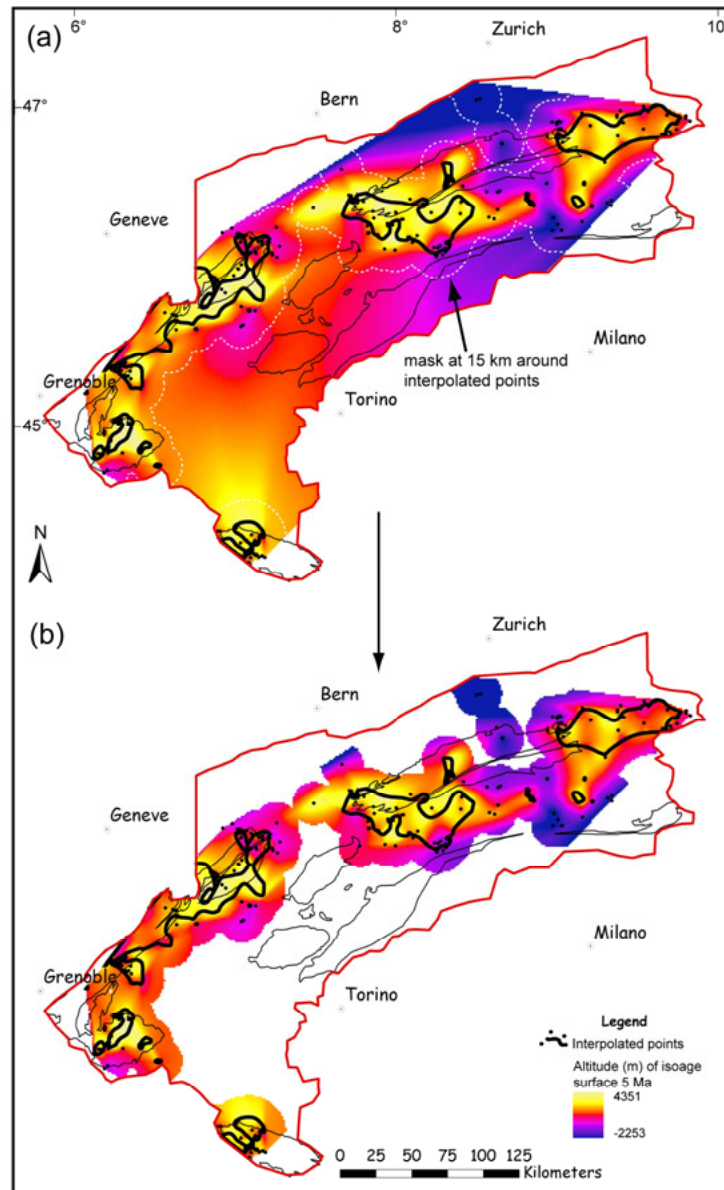 6°
8°
10
(a)
Zurich
47°
Bern
Geneve
mask at 15 km around
interpolated points
Milano
Grenoble
Torino
45°
N
(b)
Zurich
Bern
Geneve
Milano
Grenoble
Torino
Legend
Interpolated points
Altitude (m) of isoage
surface 5 Ma
4351
-2253
0 25 50 75 100 125
Kilometers